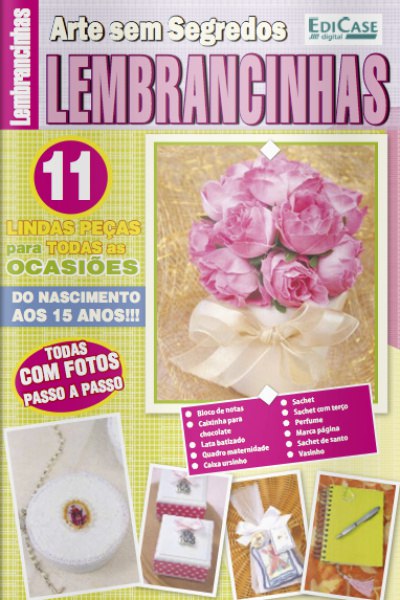 Lembrancinhas
Arte sem Segredos
EDICASE
digital
LEMBRANCINHAS
11
LINDAS PEÇAS
para TODAS as
OCASIÕES
DO NASCIMENTO
AOS 15 ANOS!!!
TODAS
COM FOTOS
PASSO A PASSO
• Bloco de notas
• Caixinha para
chocolate
• Lata batizado
• Quadro maternidade
• Caixa ursinho
• Sachet
• Sachet com terço
• Perfume
• Marca página
• Sachet de santo
• Vasinho